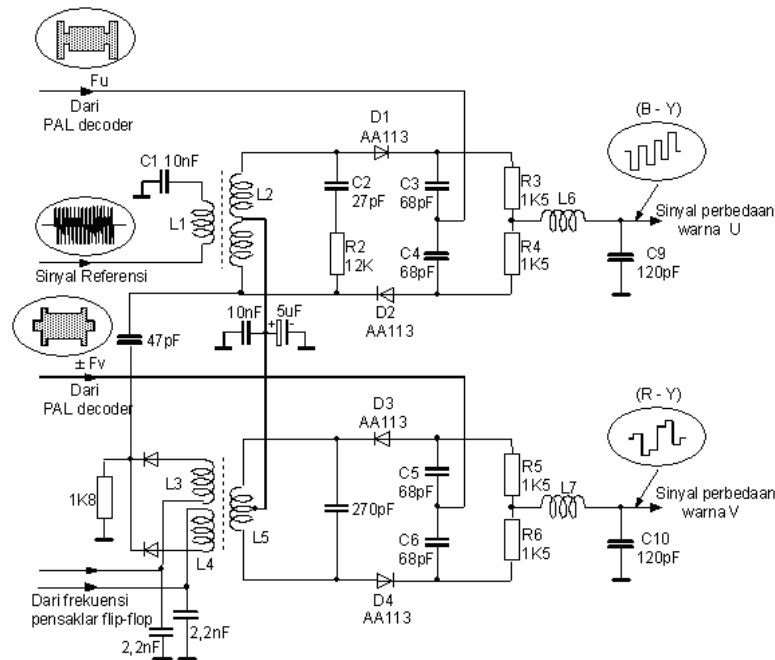 Fu
Dari
PAL decoder
D1
AA113
(B - Y)
C1 10nF
L2
C2
27pF
C3
68pF
R3
1K5
L6
L1
Sinyal perbedaan
warna U
R2
12K
C4
68pF
R4
1K5
C9
120pF
Sinyal Referensi
D2
AA113
10nF
+
5uF
-
47pF
± Fv
Dari
PAL decoder
D3
AA113
(R - Y)
L3
C5
68pF
R5
1K5
L7
1K8
270pF
Sinyal perbedaan
warna V
L5
C6
68pF
R6
1K5
C10
120pF
L4
Dari frekuensi
pensaklar flip-flop
D4
AA113
2,2nF
2,2nF